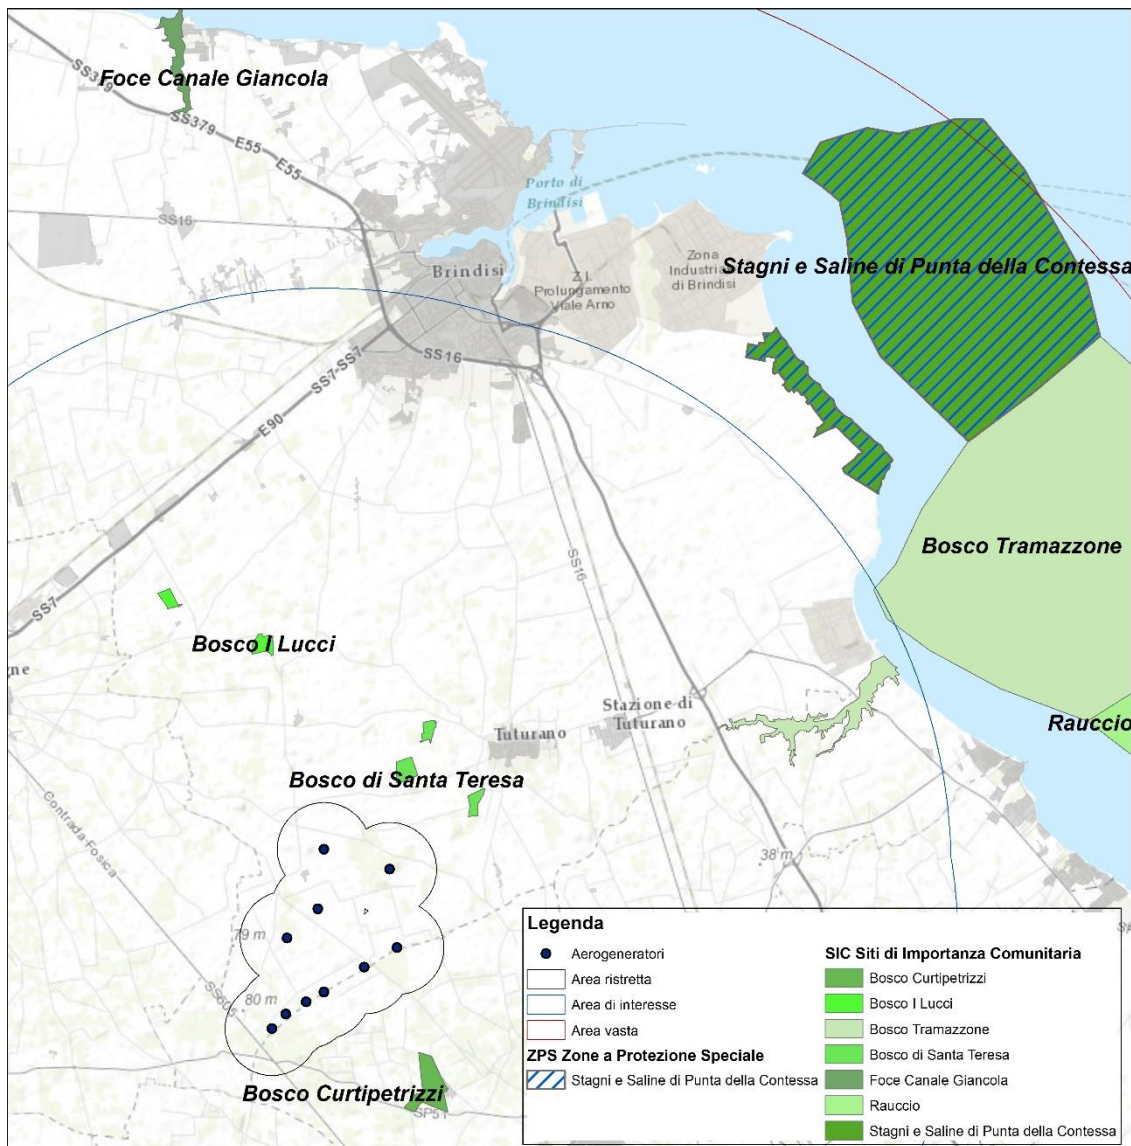 SS379
Foce Canale Giancola
SS379
E55
E55
SS16
Porto di
Brindisi
Brindisi
Z.I.
Prolungamento
Viale Arno
Zona
Industriale
di Brindisi
Stagni e Saline di Punta della Contessa
SS16
SS7-SS7
E90
SS16
Bosco Tramazzone
SS7
Bosco I Lucci
gne
Stazione di
Tuturano
Tuturano
Rauccio
Bosco di Santa Teresa
Contrada Fosica
38 m
79 m
80 m
SS605
Bosco Curtipetrizzi
SP51
Legenda
Aerogeneratori
Area ristretta
Area di interesse
Area vasta
ZPS Zone a Protezione Speciale
Stagni e Saline di Punta della Contessa
SIC Siti di Importanza Comunitaria
Bosco Curtipetrizzi
Bosco I Lucci
Bosco Tramazzone
Bosco di Santa Teresa
Foce Canale Giancola
Rauccio
Stagni e Saline di Punta della Contessa